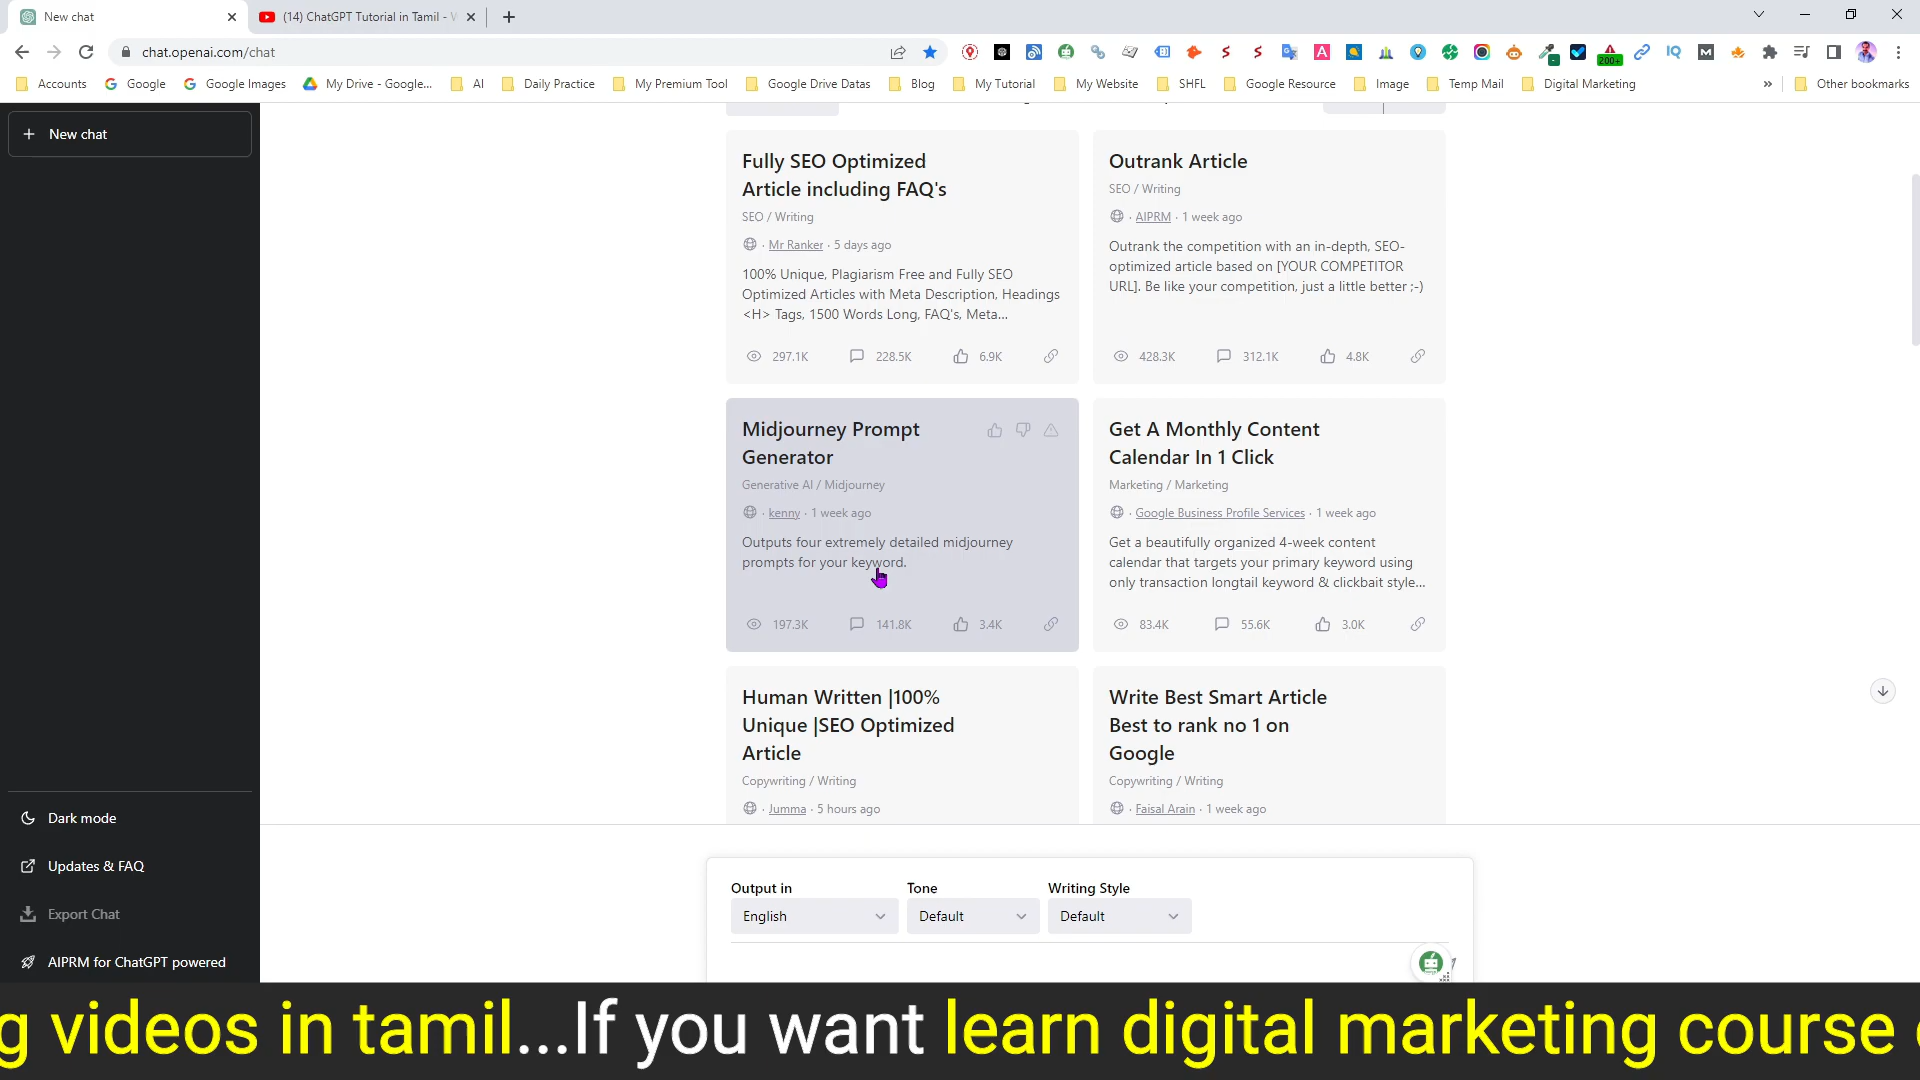 New chat
(14) ChatGPT Tutorial in Tamil -
chat.openai.com/chat
200+
Accounts
Google
Google Images
My Drive - Google...
AI
Daily Practice
My Premium Tool
Google Drive Datas
Blog
My Tutorial
My Website
SHFL
Google Resource
Image
Temp Mail
Digital Marketing
»
Other bookmarks
+ New chat
Fully SEO Optimized
Article including FAQ's
SEO / Writing
· Mr Ranker · 5 days ago
100% Unique, Plagiarism Free and Fully SEO
Optimized Articles with Meta Description, Headings
<H> Tags, 1500 Words Long, FAQ's, Meta...
297.1K 228.5K 6.9K
Outrank Article
SEO / Writing
· AIPRM · 1 week ago
Outrank the competition with an in-depth, SEO-
optimized article based on [YOUR COMPETITOR
URL]. Be like your competition, just a little better ;-)
428.3K 312.1K 4.8K
Midjourney Prompt
Generator
Generative AI / Midjourney
· kenny · 1 week ago
Outputs four extremely detailed midjourney
prompts for your keyword.
197.3K 141.8K 3.4K
Get A Monthly Content
Calendar In 1 Click
Marketing / Marketing
· Google Business Profile Services · 1 week ago
Get a beautifully organized 4-week content
calendar that targets your primary keyword using
only transaction longtail keyword & clickbait style...
83.4K 55.6K 3.0K
Human Written |100%
Unique |SEO Optimized
Article
Copywriting / Writing
· Jumma · 5 hours ago
Write Best Smart Article
Best to rank no 1 on
Google
Copywriting / Writing
· Faisal Arain · 1 week ago
Dark mode
Updates & FAQ
Export Chat
AIPRM for ChatGPT powered
Output in
English
Tone
Default
Writing Style
Default
g videos in tamil...If you want learn digital marketing course